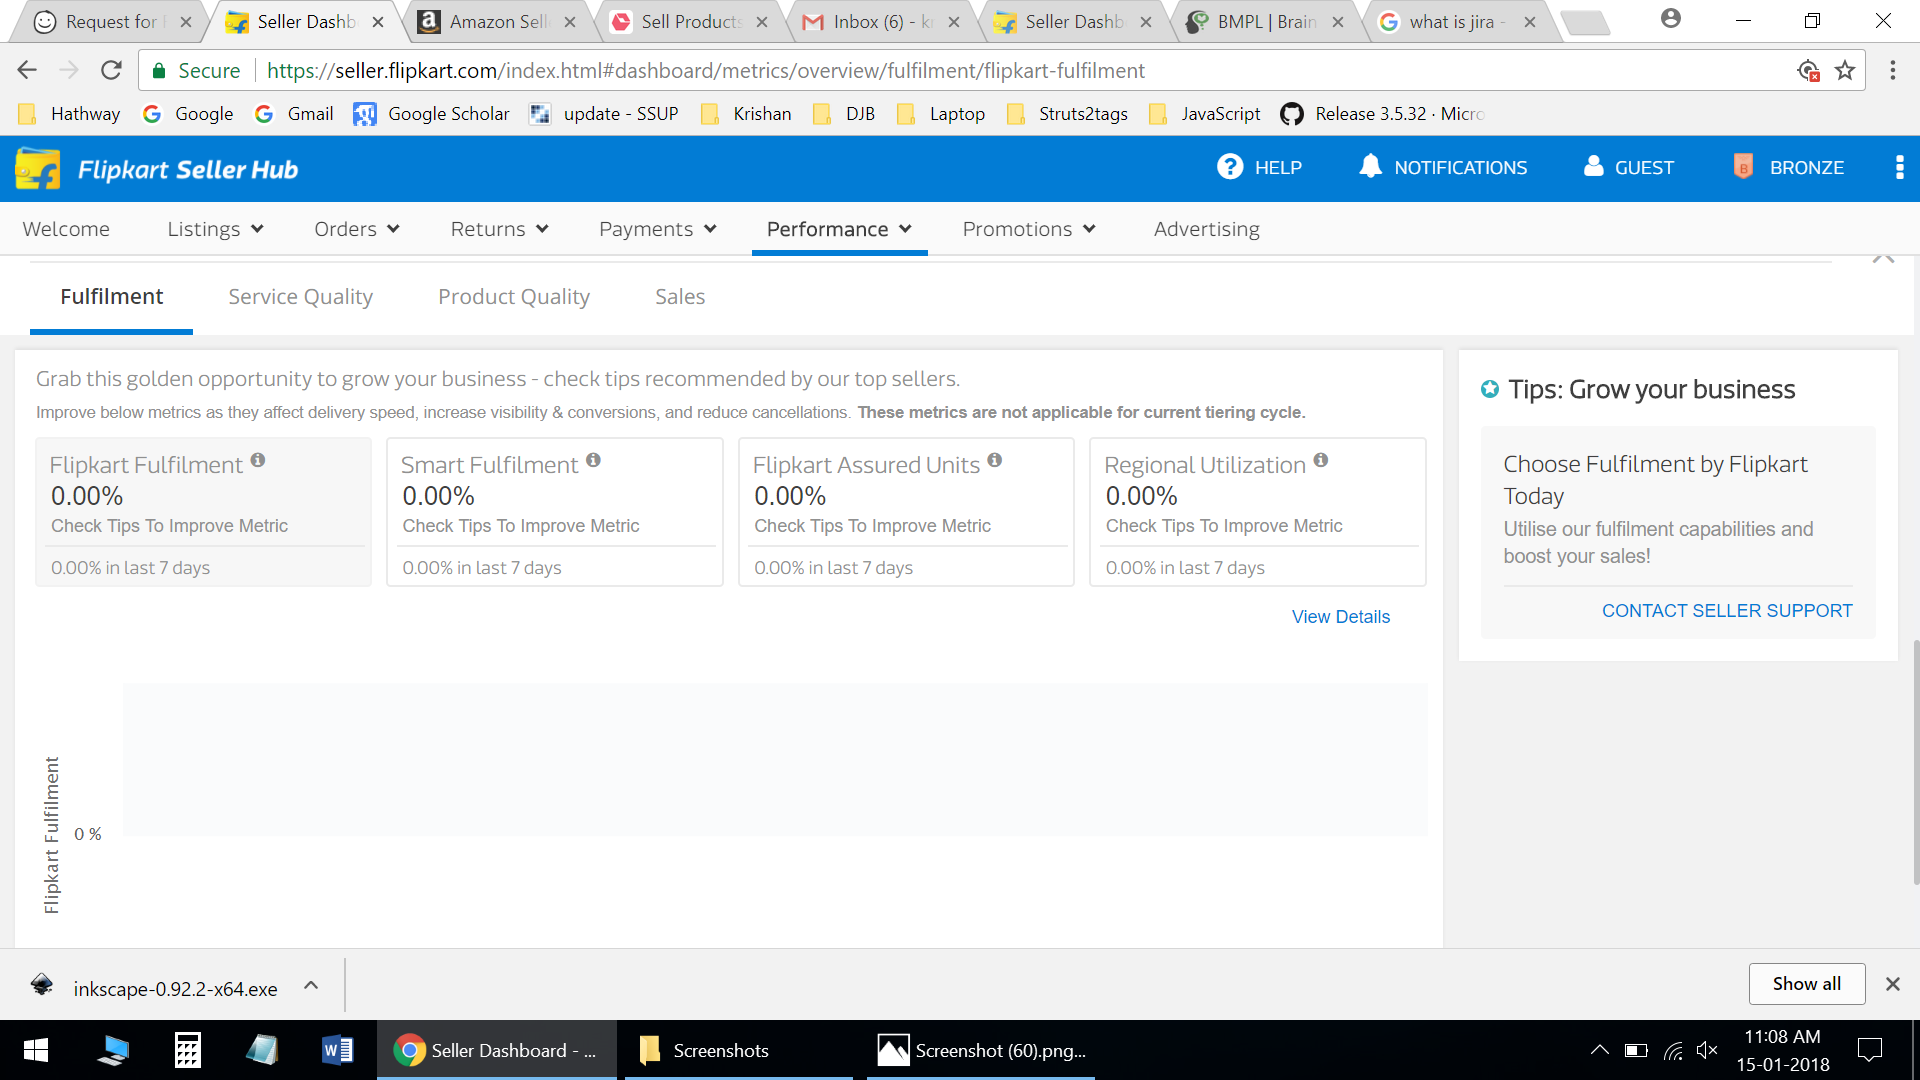 Request for
Seller Dashb
Amazon Sell
Sell Products
Inbox (6) - k
Seller Dashb
BMPL | Brain
what is jira -
Secure https://seller.flipkart.com/index.html#dashboard/metrics/overview/fulfilment/flipkart-fulfilment
Hathway Google Gmail Google Scholar update - SSUP Krishan DJB Laptop Struts2tags JavaScript Release 3.5.32 · Micro
Flipkart Seller Hub
HELP NOTIFICATIONS GUEST B BRONZE
Welcome Listings Orders Returns Payments Performance Promotions Advertising
Fulfilment Service Quality Product Quality Sales
Grab this golden opportunity to grow your business - check tips recommended by our top sellers.
Improve below metrics as they affect delivery speed, increase visibility & conversions, and reduce cancellations. These metrics are not applicable for current tiering cycle.
Flipkart Fulfilment
0.00%
Check Tips To Improve Metric
0.00% in last 7 days
Smart Fulfilment
0.00%
Check Tips To Improve Metric
0.00% in last 7 days
Flipkart Assured Units
0.00%
Check Tips To Improve Metric
0.00% in last 7 days
Regional Utilization
0.00%
Check Tips To Improve Metric
0.00% in last 7 days
View Details
Flipkart Fulfilment
0 %
Tips: Grow your business
Choose Fulfilment by Flipkart
Today
Utilise our fulfilment capabilities and
boost your sales!
CONTACT SELLER SUPPORT
inkscape-0.92.2-x64.exe
Show all
Seller Dashboard - ...
Screenshots
Screenshot (60).png...
11:08 AM
15-01-2018